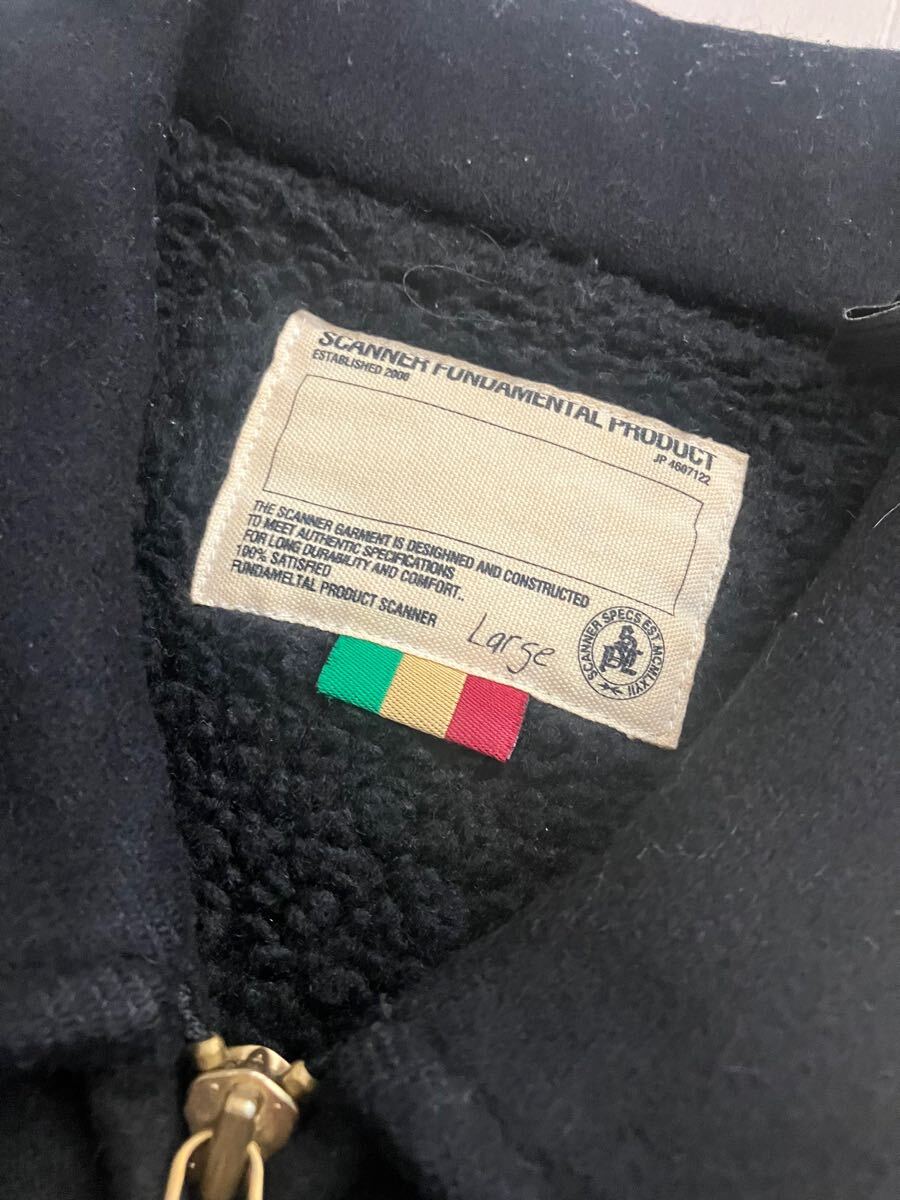 SCANNER FUNDAMENTAL PRODUCT
ESTABLISHED 2000
JP 4607122
THE SCANNER GARMENT IS DESIGHNED AND CONSTRUCTED
TO MEET AUTHENTIC SPECIFICATIONS
FOR LONG DURABILITY AND COMFORT..
100% SATISFIED
FUNDAMELTAL PRODUCT SCANNER
Large
SCANNER SPECS EST. MCMLXVII